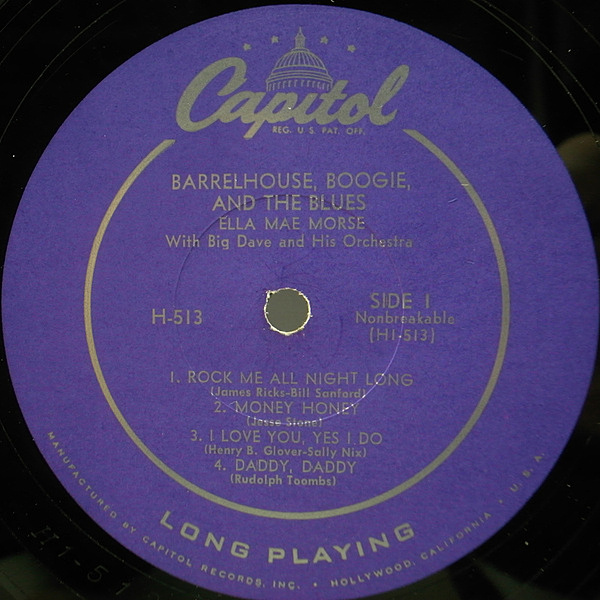 Capitol
REG. U.S. PAT. OFF.
BARRELHOUSE, BOOGIE,
AND THE BLUES
ELLA MAE MORSE
With Big Dave and His Orchestra
H-513
SIDE 1
Nonbreakable
(H1-513)
1. ROCK ME ALL NIGHT LONG
(James Ricks-Bill Sanford)
2. MONEY HONEY
(Jesse Stone)
3. I LOVE YOU, YES I DO
(Henry B. Glover-Sally Nix)
4. DADDY, DADDY
(Rudolph Toombs)
LONG PLAYING
MANUFACTURED BY CAPITOL RECORDS, INC. • HOLLYWOOD, CALIFORNIA • U.S.A.